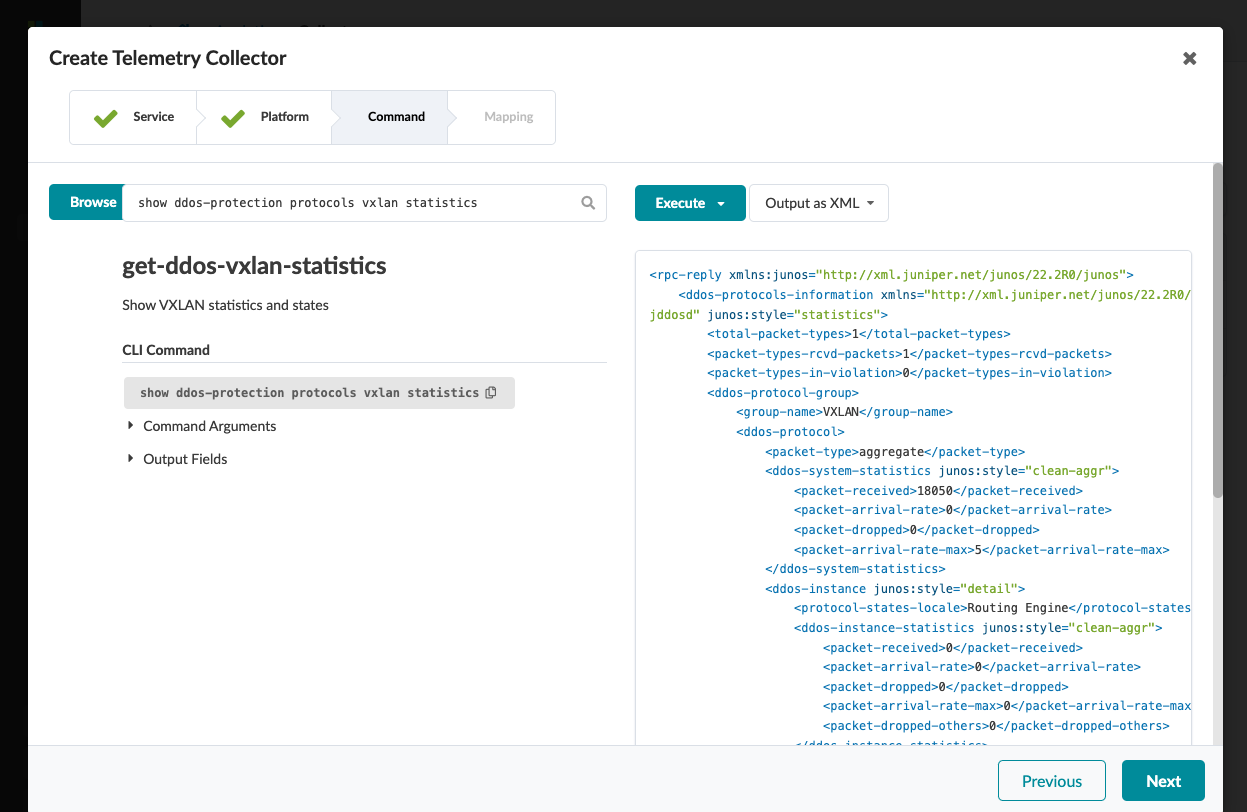 Create Telemetry Collector
Service
Platform
Command
Mapping
Browse
show ddos-protection protocols vxlan statistics
Execute
Output as XML
get-ddos-vxlan-statistics
Show VXLAN statistics and states
CLI Command
show ddos-protection protocols vxlan statistics
Command Arguments
Output Fields
<rpc-reply xmlns:junos="http://xml.juniper.net/junos/22.2R0/junos">
<ddos-protocols-information xmlns="http://xml.juniper.net/junos/22.2R0/
jddosd" junos:style="statistics">
<total-packet-types>1</total-packet-types>
<packet-types-rcvd-packets>1</packet-types-rcvd-packets>
<packet-types-in-violation>0</packet-types-in-violation>
<ddos-protocol-group>
<group-name>VXLAN</group-name>
<ddos-protocol>
<packet-type>aggregate</packet-type>
<ddos-system-statistics junos:style="clean-aggr">
<packet-received>18050</packet-received>
<packet-arrival-rate>0</packet-arrival-rate>
<packet-dropped>0</packet-dropped>
<packet-arrival-rate-max>5</packet-arrival-rate-max>
</ddos-system-statistics>
<ddos-instance junos:style="detail">
<protocol-states-locale>Routing Engine</protocol-states
<ddos-instance-statistics junos:style="clean-aggr">
<packet-received>0</packet-received>
<packet-arrival-rate>0</packet-arrival-rate>
<packet-dropped>0</packet-dropped>
<packet-arrival-rate-max>0</packet-arrival-rate-max
<packet-dropped-others>0</packet-dropped-others>
</ddos-instance-statistics>
Previous
Next